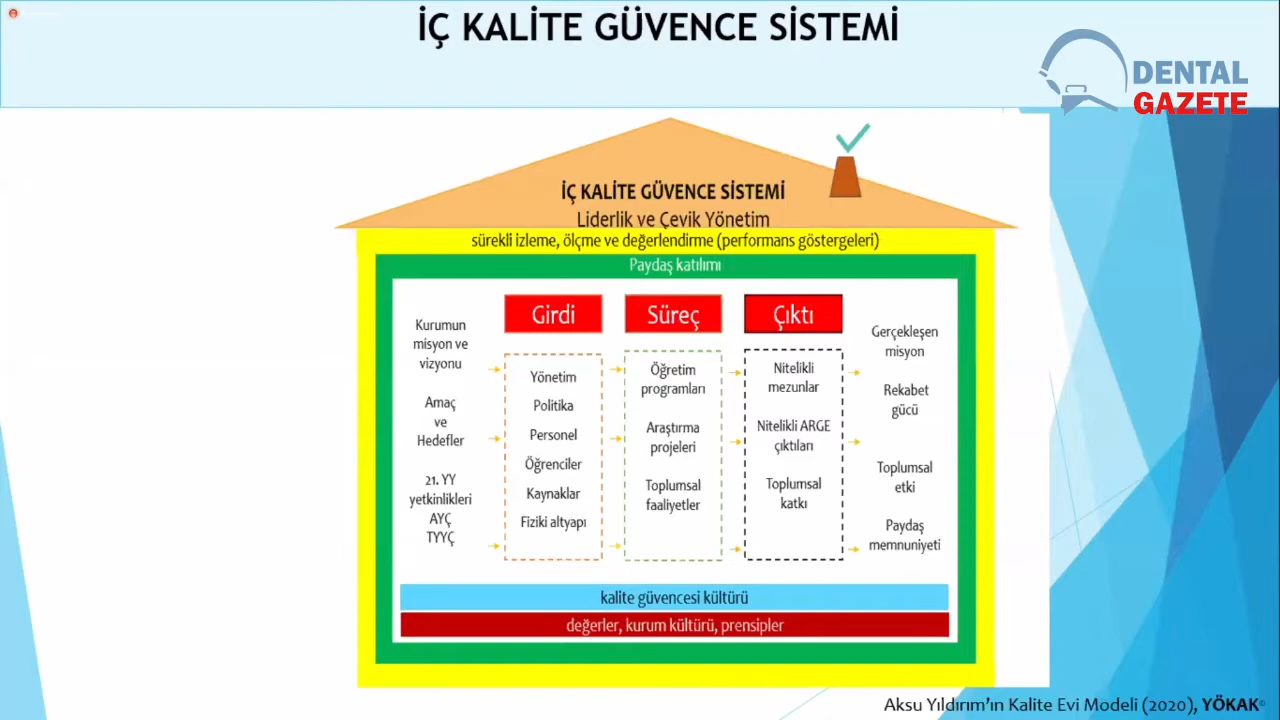 İÇ KALİTE GÜVENCE SİSTEMİ
DENTAL
GAZETE
İÇ KALİTE GÜVENCE SİSTEMİ
Liderlik ve Çevik Yönetim
sürekli izleme, ölçme ve değerlendirme (performans göstergeleri)
Paydaş katılımı
Kurumun
misyon ve
vizyonu
Amaç
ve
Hedefler
21. YY
yetkinlikleri
AYÇ
TYYÇ
Girdi
Yönetim
Politika
Personel
Öğrenciler
Kaynaklar
Fiziki altyapı
Süreç
Öğretim
programları
Araştırma
projeleri
Toplumsal
faaliyetler
Çıktı
Nitelikli
mezunlar
Nitelikli ARGE
çıktıları
Toplumsal
katkı
Gerçekleşen
misyon
Rekabet
gücü
Toplumsal
etki
Paydaş
memnuniyeti
kalite güvencesi kültürü
değerler, kurum kültürü, prensipler
Aksu Yıldırım’ın Kalite Evi Modeli (2020), YÖKAK©